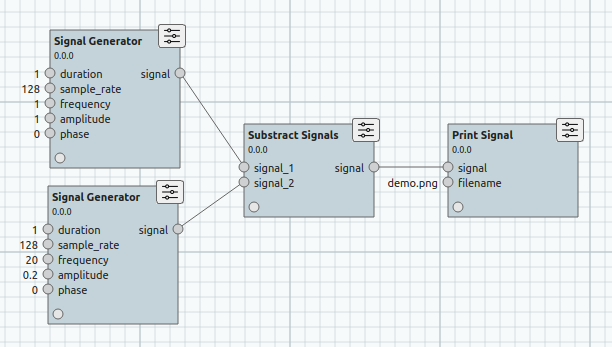 Signal Generator
0.0.0
1 duration signal
128 sample_rate
1 frequency
1 amplitude
0 phase
Substract Signals
0.0.0
signal_1 signal
signal_2
Print Signal
0.0.0
signal
demo.png filename
Signal Generator
0.0.0
1 duration signal
128 sample_rate
20 frequency
0.2 amplitude
0 phase